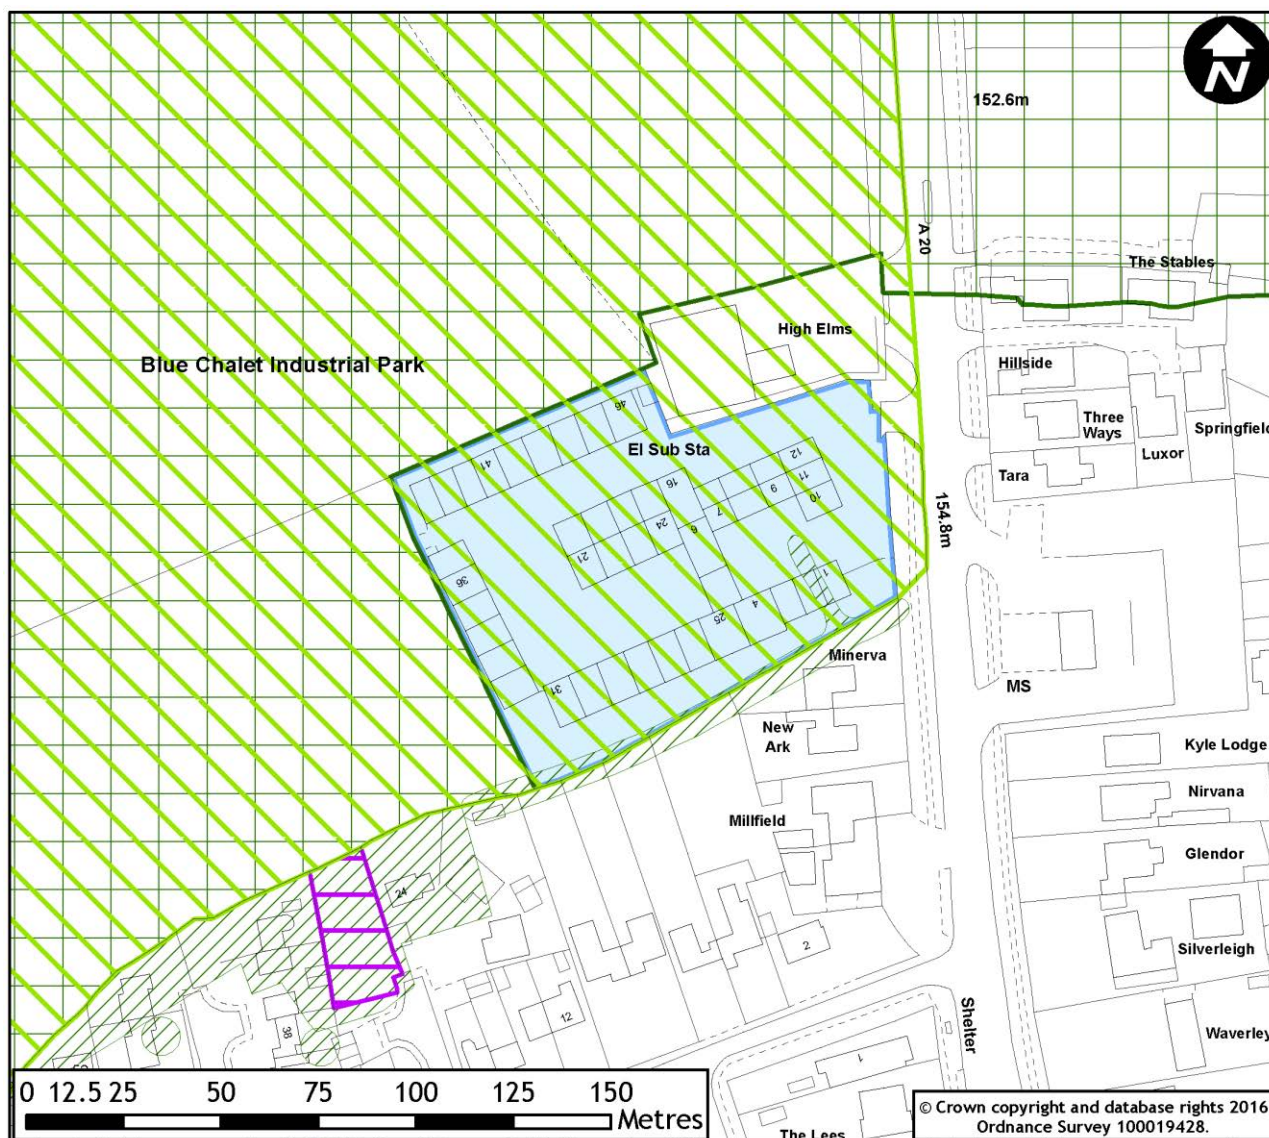 N
152.6m
A 20
The Stables
High Elms
Blue Chalet Industrial Park
Hillside
46
Three
Ways
Springfield
El Sub Sta
12
41
Luxor
11
Tara
16
9
10
7
154.8m
24
6
21
36
1
4
25
Minerva
31
MS
New
Ark
Kyle Lodge
Nirvana
Millfield
Glendor
24
2
Silverleigh
12
38
Shelter
Waverley
1
0 12.5 25 50 75 100 125 150
Metres
The Lees
© Crown copyright and database rights 2016
Ordnance Survey 100019428.